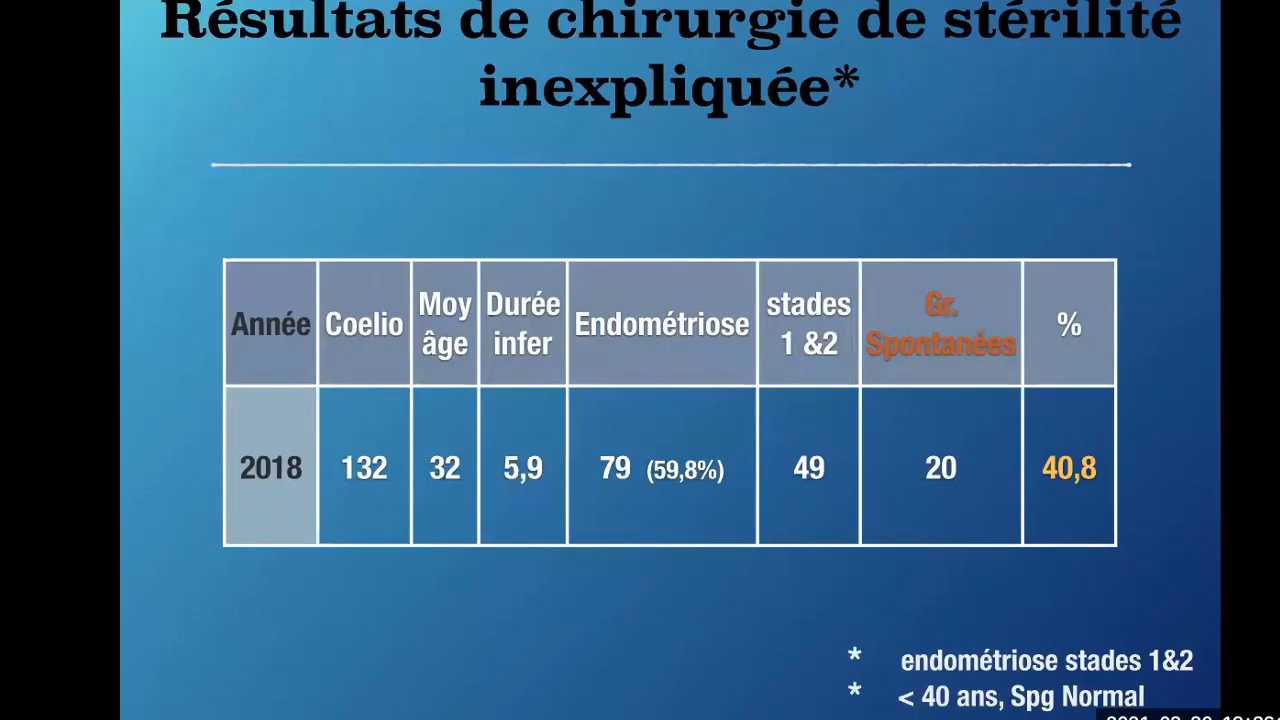 Résultats de chirurgie de stérilité
inexpliquée*
Année Coelio Moy âge Durée infer Endométriose stades 1 &2 Gr. Spontanées %
2018 132 32 5,9 79 (59,8%) 49 20 40,8
* endométriose stades 1&2
* < 40 ans, Spg Normal